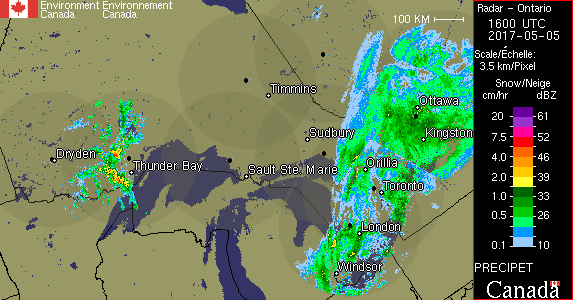 Environment Environnement
Canada Canada
100 KM
Timmins
Ottawa
Sudbury
Kingston
Dryden
Thunder Bay
Sault Ste. Marie
Orillia
Toronto
London
Windsor
Radar - Ontario
1600 UTC
2017-05-05
Scale/Échelle:
3.5 km/Pixel
Snow/Neige
cm/hr dBZ
20 61
7.5 52
4.0 46
2.0 39
1.0 33
0.5 26
0.2 20
0.1 10
PRECIPET
Canada